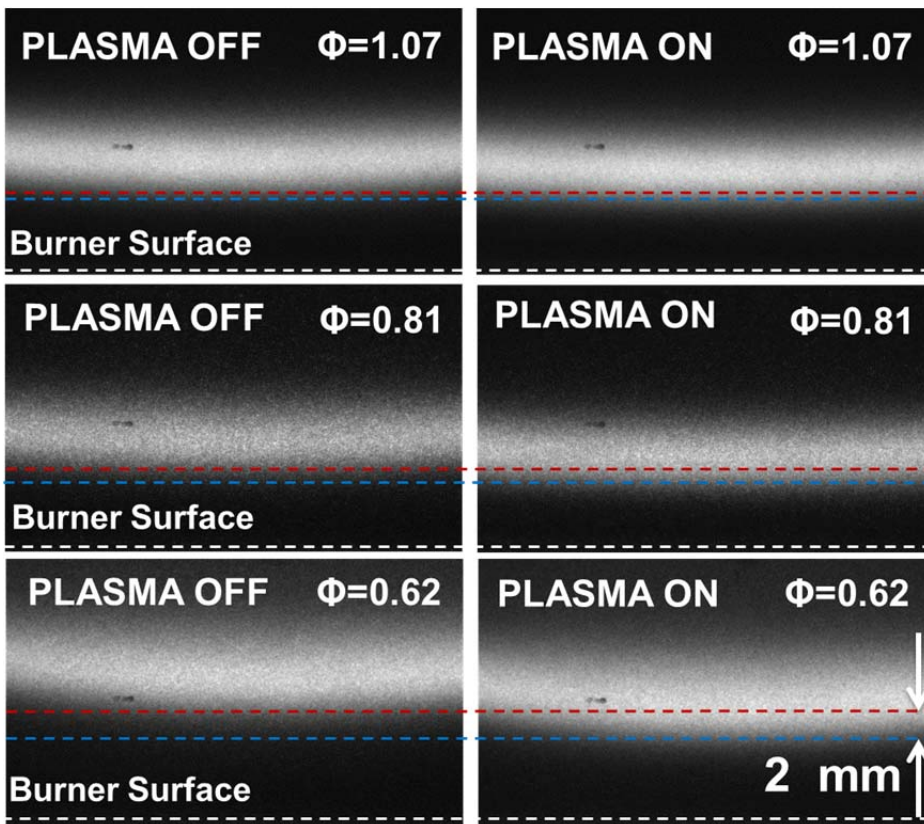 PLASMA OFF Φ=1.07
PLASMA ON Φ=1.07
Burner Surface
PLASMA OFF Φ=0.81
PLASMA ON Φ=0.81
Burner Surface
PLASMA OFF Φ=0.62
PLASMA ON Φ=0.62
2 mm
Burner Surface